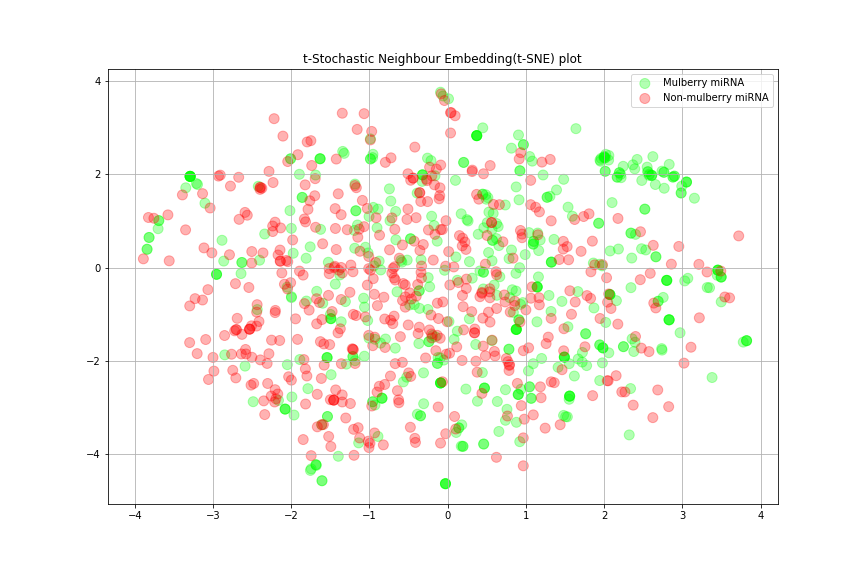 t-Stochastic Neighbour Embedding(t-SNE) plot
Mulberry miRNA
Non-mulberry miRNA
4
2
0
−2
−4
−4 −3 −2 −1 0 1 2 3 4